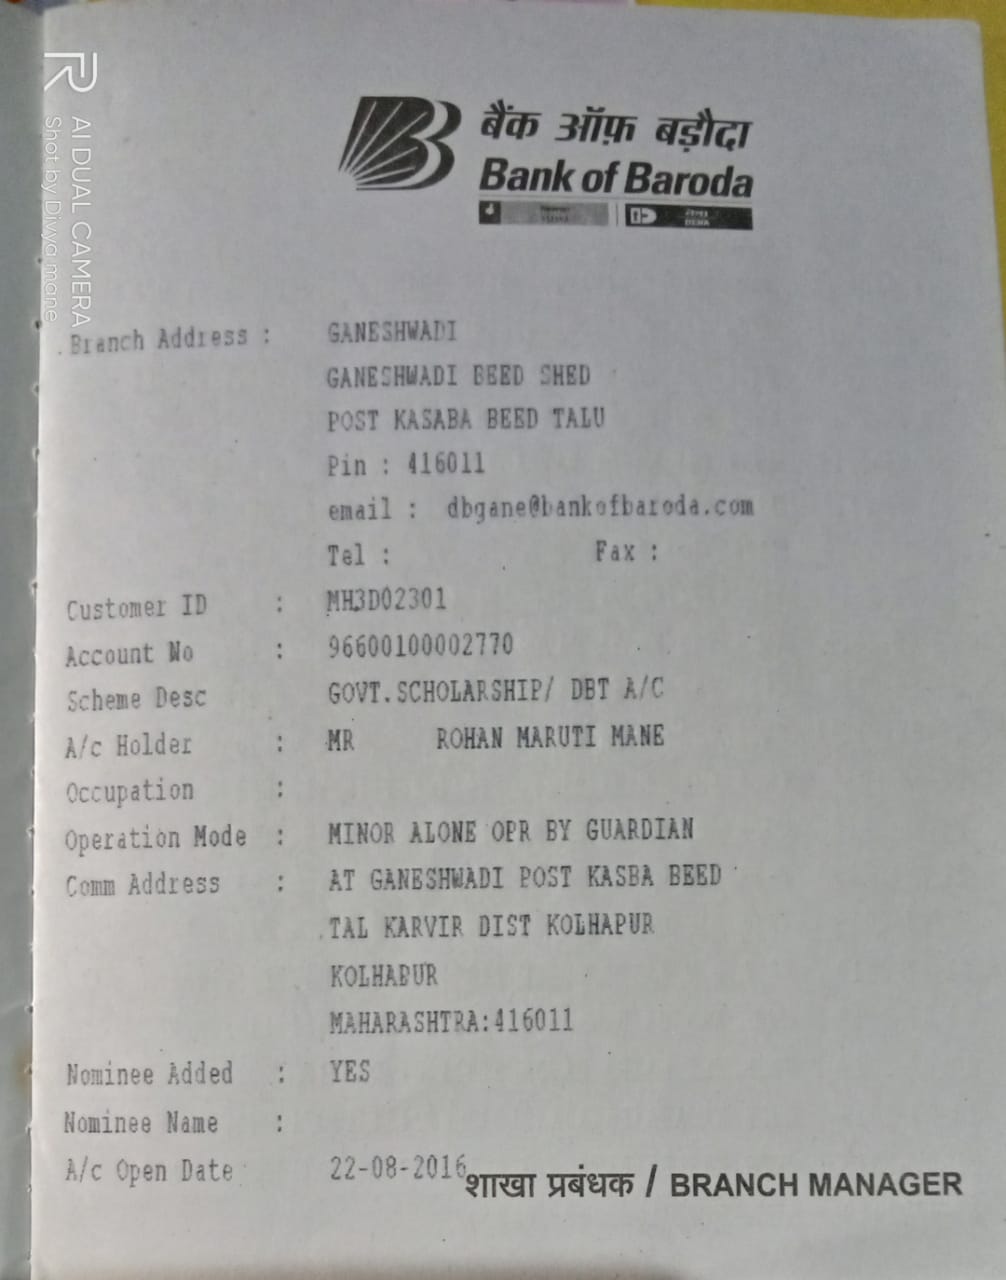 बैंक ऑफ़ बड़ौदा
Bank of Baroda
Branch Address : GANESHWADI
GANESHWADI BEED SHED
POST KASABA BEED TALU
Pin : 416011
email : dbgane@bankofbaroda.com
Tel : Fax :
Customer ID : MH3D02301
Account No : 96600100002770
Scheme Desc GOVT.SCHOLARSHIP/ DBT A/C
A/c Holder : MR ROHAN MARUTI MANE
Occupation :
Operation Mode : MINOR ALONE OPR BY GUARDIAN
Comm Address : AT GANESHWADI POST KASBA BEED
TAL KARVIR DIST KOLHAPUR
KOLHAPUR
MAHARASHTRA:416011
Nominee Added : YES
Nominee Name :
A/c Open Date 22-08-2016
शाखा प्रबंधक / BRANCH MANAGER
AI DUAL CAMERA
Shot by Divya mane